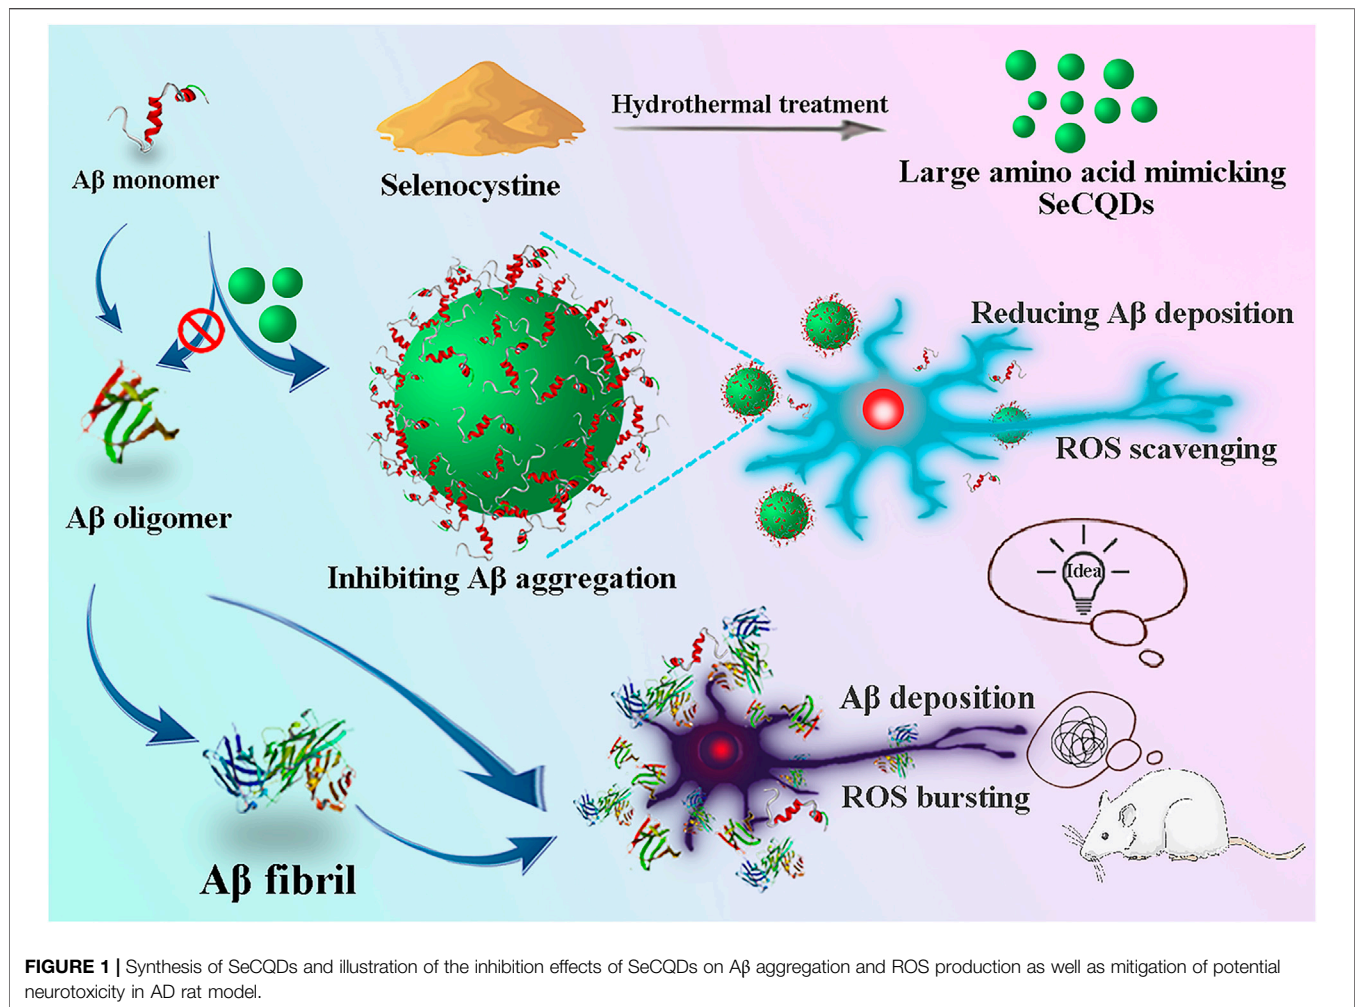 Aβ monomer
Selenocystine
Hydrothermal treatment
Large amino acid mimicking
SeCQDs
Reducing Aβ deposition
ROS scavenging
Aβ oligomer
Inhibiting Aβ aggregation
Idea
Aβ deposition
ROS bursting
Aβ fibril
FIGURE 1 | Synthesis of SeCQDs and illustration of the inhibition effects of SeCQDs on Aβ aggregation and ROS production as well as mitigation of potential
neurotoxicity in AD rat model.